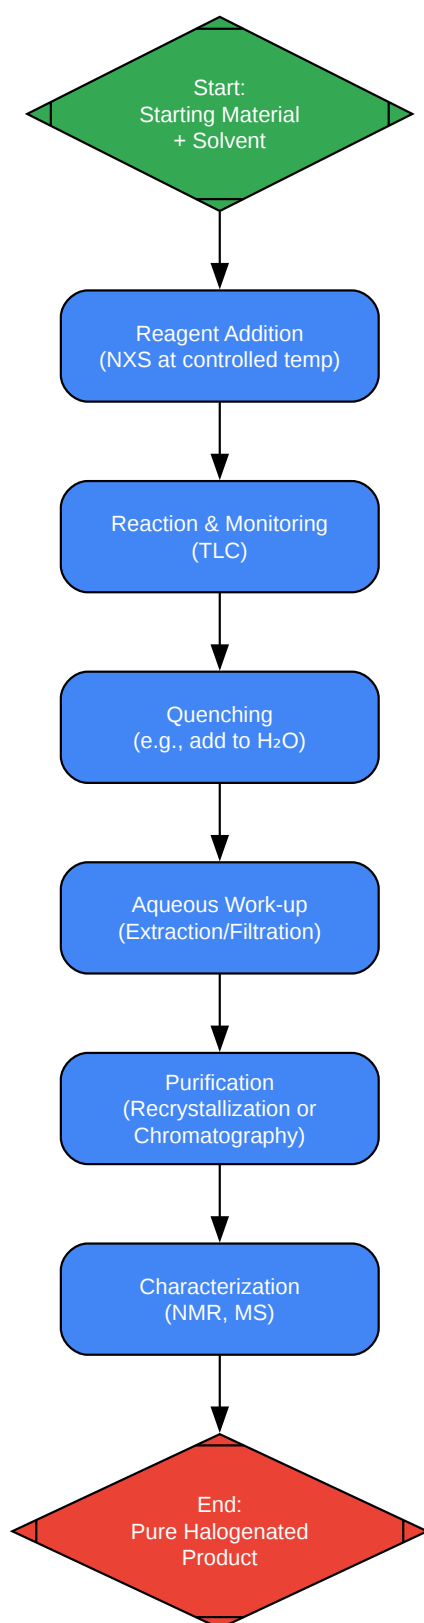 Start:
Starting Material
+ Solvent
Reagent Addition
(NXS at controlled temp)
Reaction & Monitoring
(TLC)
Quenching
(e.g., add to H₂O)
Aqueous Work-up
(Extraction/Filtration)
Purification
(Recrystallization or
Chromatography)
Characterization
(NMR, MS)
End:
Pure Halogenated
Product